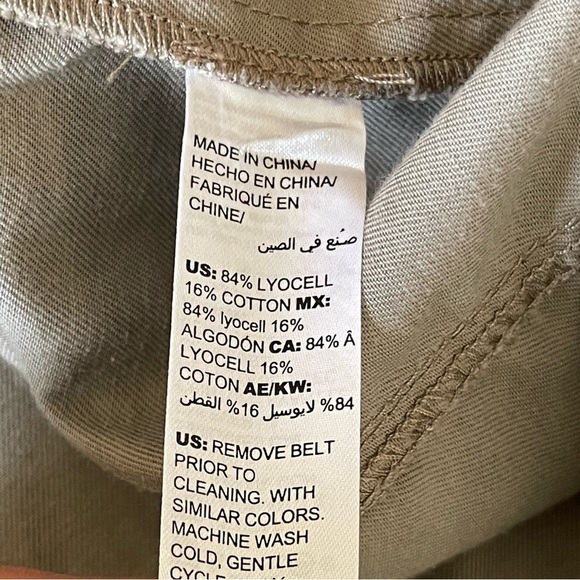 MADE IN CHINA/
HECHO EN CHINA/
FABRIQUÉ EN
CHINE/
صُنع في الصين
US: 84% LYOCELL
16% COTTON MX:
84% lyocell 16%
ALGODÓN CA: 84% Â
LYOCELL 16%
COTON AE/KW:
84% لايوسيل 16% القطن
US: REMOVE BELT
PRIOR TO
CLEANING. WITH
SIMILAR COLORS.
MACHINE WASH
COLD, GENTLE